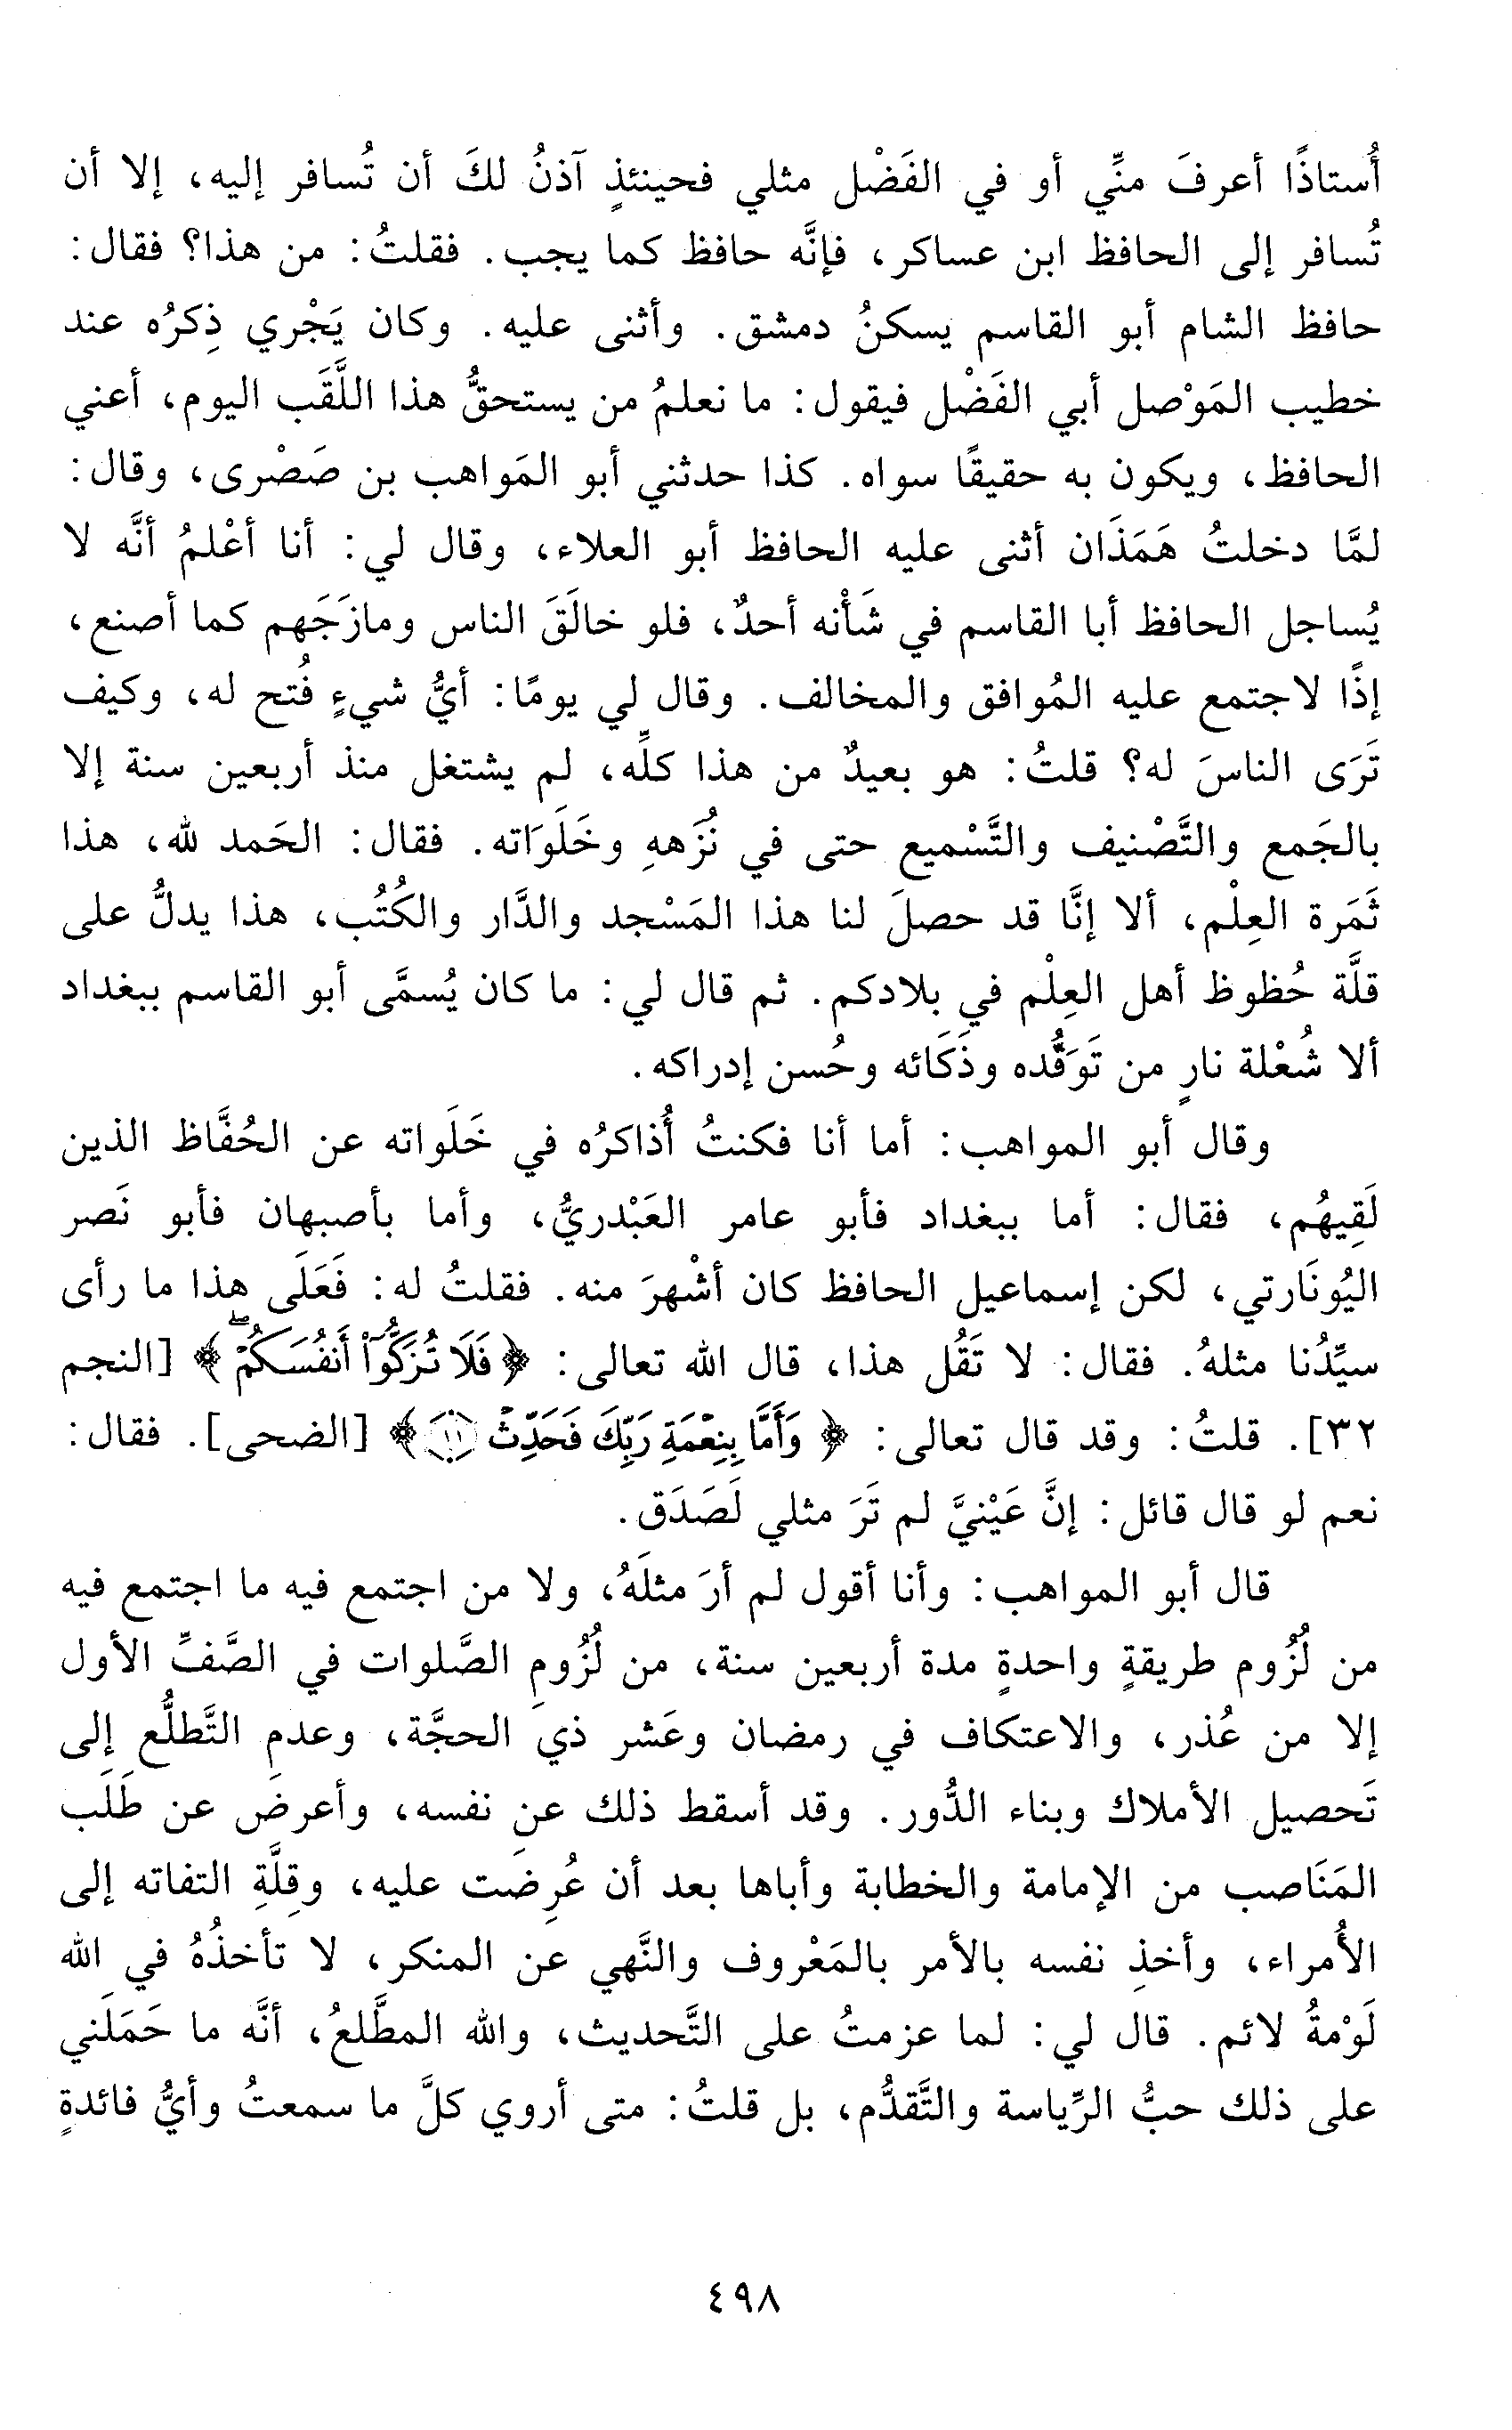 أُستاذًا أعرفَ منِّي أو في الفَضْل مثلي فحينئذٍ آذنُ لكَ أن تُسافر إليه، إلا أن
تُسافر إلى الحافظ ابن عساكر، فإنَّه حافظ كما يجب. فقلتُ: من هذا؟ فقال:
حافظ الشام أبو القاسم يسكنُ دمشق. وأثنى عليه. وكان يَجْري ذِكرُه عند
خطيب المَوْصل أبي الفَضْل فيقول: ما نعلمُ من يستحقُّ هذا اللَّقَب اليوم، أعني
الحافظ، ويكون به حقيقًا سواه. كذا حدثني أبو المَواهب بن صَصْرى، وقال:
لمَّا دخلتُ هَمَذَان أثنى عليه الحافظ أبو العلاء، وقال لي: أنا أعْلمُ أنَّه لا
يُساجل الحافظ أبا القاسم في شَأْنه أحدٌ، فلو خالَقَ الناس ومازَجَهم كما أصنع،
إذًا لاجتمع عليه المُوافق والمخالف. وقال لي يومًا: أيُّ شيءٍ فُتح له، وكيف
تَرَى الناسَ له؟ قلتُ: هو بعيدٌ من هذا كلِّه، لم يشتغل منذ أربعين سنة إلا
بالجَمع والتَّصْنيف والتَّسْميع حتى في نُزَههِ وخَلَوَاته. فقال: الحَمد لله، هذا
ثَمَرة العِلْم، ألا إنَّا قد حصلَ لنا هذا المَسْجد والدَّار والكُتُب، هذا يدلُّ على
قلَّة حُظوظ أهل العِلْم في بلادكم. ثم قال لي: ما كان يُسمَّى أبو القاسم ببغداد
ألا شُعْلة نارٍ من تَوَقُّده وذَكَائه وحُسن إدراكه.
وقال أبو المواهب: أما أنا فكنتُ أُذاكرُه في خَلَواته عن الحُفَّاظ الذين
لَقِيهُم، فقال: أما ببغداد فأبو عامر العَبْدريُّ، وأما بأصبهان فأبو نَصر
اليُونَارتي، لكن إسماعيل الحافظ كان أشْهرَ منه. فقلتُ له: فَعَلَى هذا ما رأى
سيِّدُنا مثلهُ. فقال: لا تَقُل هذا، قال الله تعالى: ﴿فَلَا تُزَكُّوٓا۟ أَنفُسَكُمْ ۖ﴾ [النجم
٣٢]. قلتُ: وقد قال تعالى: ﴿وَأَمَّا بِنِعْمَةِ رَبِّكَ فَحَدِّثْ ۝١١﴾ [الضحى]. فقال:
نعم لو قال قائل: إنَّ عَيْنيَّ لم تَرَ مثلي لَصَدَق.
قال أبو المواهب: وأنا أقول لم أرَ مثلَهُ، ولا من اجتمع فيه ما اجتمع فيه
من لُزُوم طريقةٍ واحدةٍ مدة أربعين سنة، من لُزُومِ الصَّلوات في الصَّفِّ الأول
إلا من عُذر، والاعتكاف في رمضان وعَشر ذي الحجَّة، وعدمِ التَّطلُّع إلى
تَحصيل الأملاك وبناء الدُّور. وقد أسقط ذلك عن نفسه، وأعرضَ عن طَلَب
المَنَاصب من الإمامة والخطابة وأباها بعد أن عُرِضَت عليه، وقِلَّةِ التفاته إلى
الأُمراء، وأخذِ نفسه بالأمر بالمَعْروف والنَّهي عن المنكر، لا تأخذُهُ في الله
لَوْمةُ لائم. قال لي: لما عزمتُ على التَّحديث، والله المطَّلعُ، أنَّه ما حَمَلَني
على ذلك حبُّ الرِّياسة والتَّقدُّم، بل قلتُ: متى أروي كلَّ ما سمعتُ وأيُّ فائدةٍ
٤٩٨